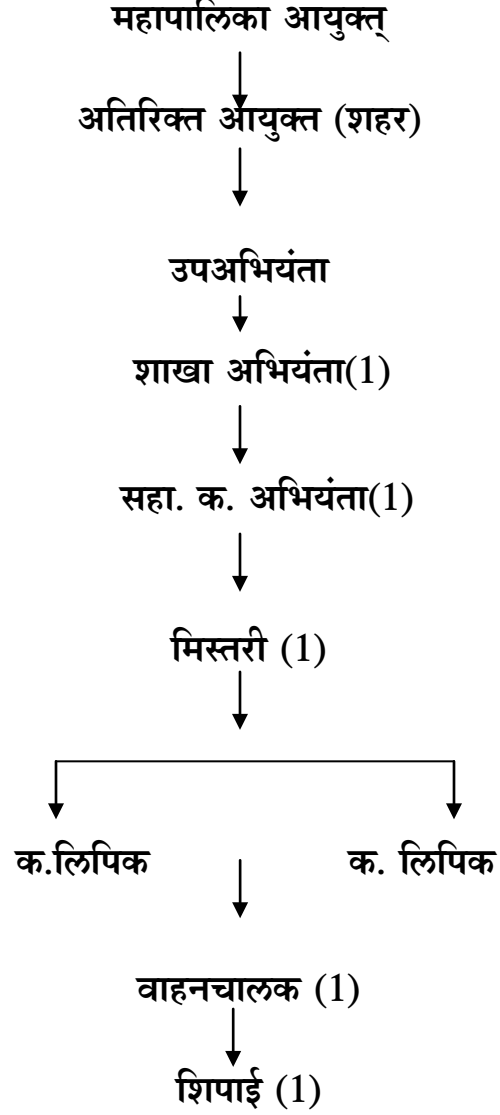 महापालिका आयुक्त्
अतिरिक्त आयुक्त (शहर)
उपअभियंता
शाखा अभियंता(1)
सहा. क. अभियंता(1)
मिस्तरी (1)
क.लिपिक क. लिपिक
वाहनचालक (1)
शिपाई (1)